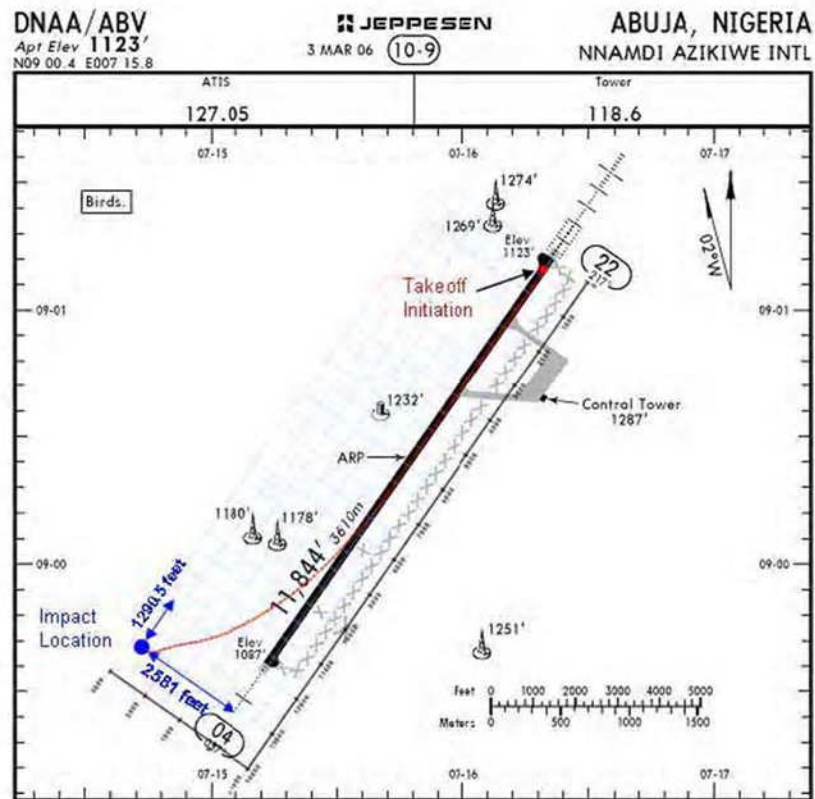 DNAA/ABV
Apt Elev 1123'
N09 00.4 E007 15.8
JEPPESEN
3 MAR 06 10-9
ABUJA, NIGERIA
NNAMDI AZIKIWE INTL
ATIS
127.05
Tower
118.6
07-15
07-16
07-17
Birds.
1274'
1269'
Elev
1123'
22
217°
02°W
Takeoff
Initiation
09-01
09-01
1232'
Control Tower
1287'
ARP
1180'
1178'
11,844' 3610m
09-00
09-00
1290.5 feet
Impact
Location
Elev
1087'
1251'
2581 feet
04
Feet 0 1000 2000 3000 4000 5000
Meters 0 500 1000 1500
07-15
07-16
07-17